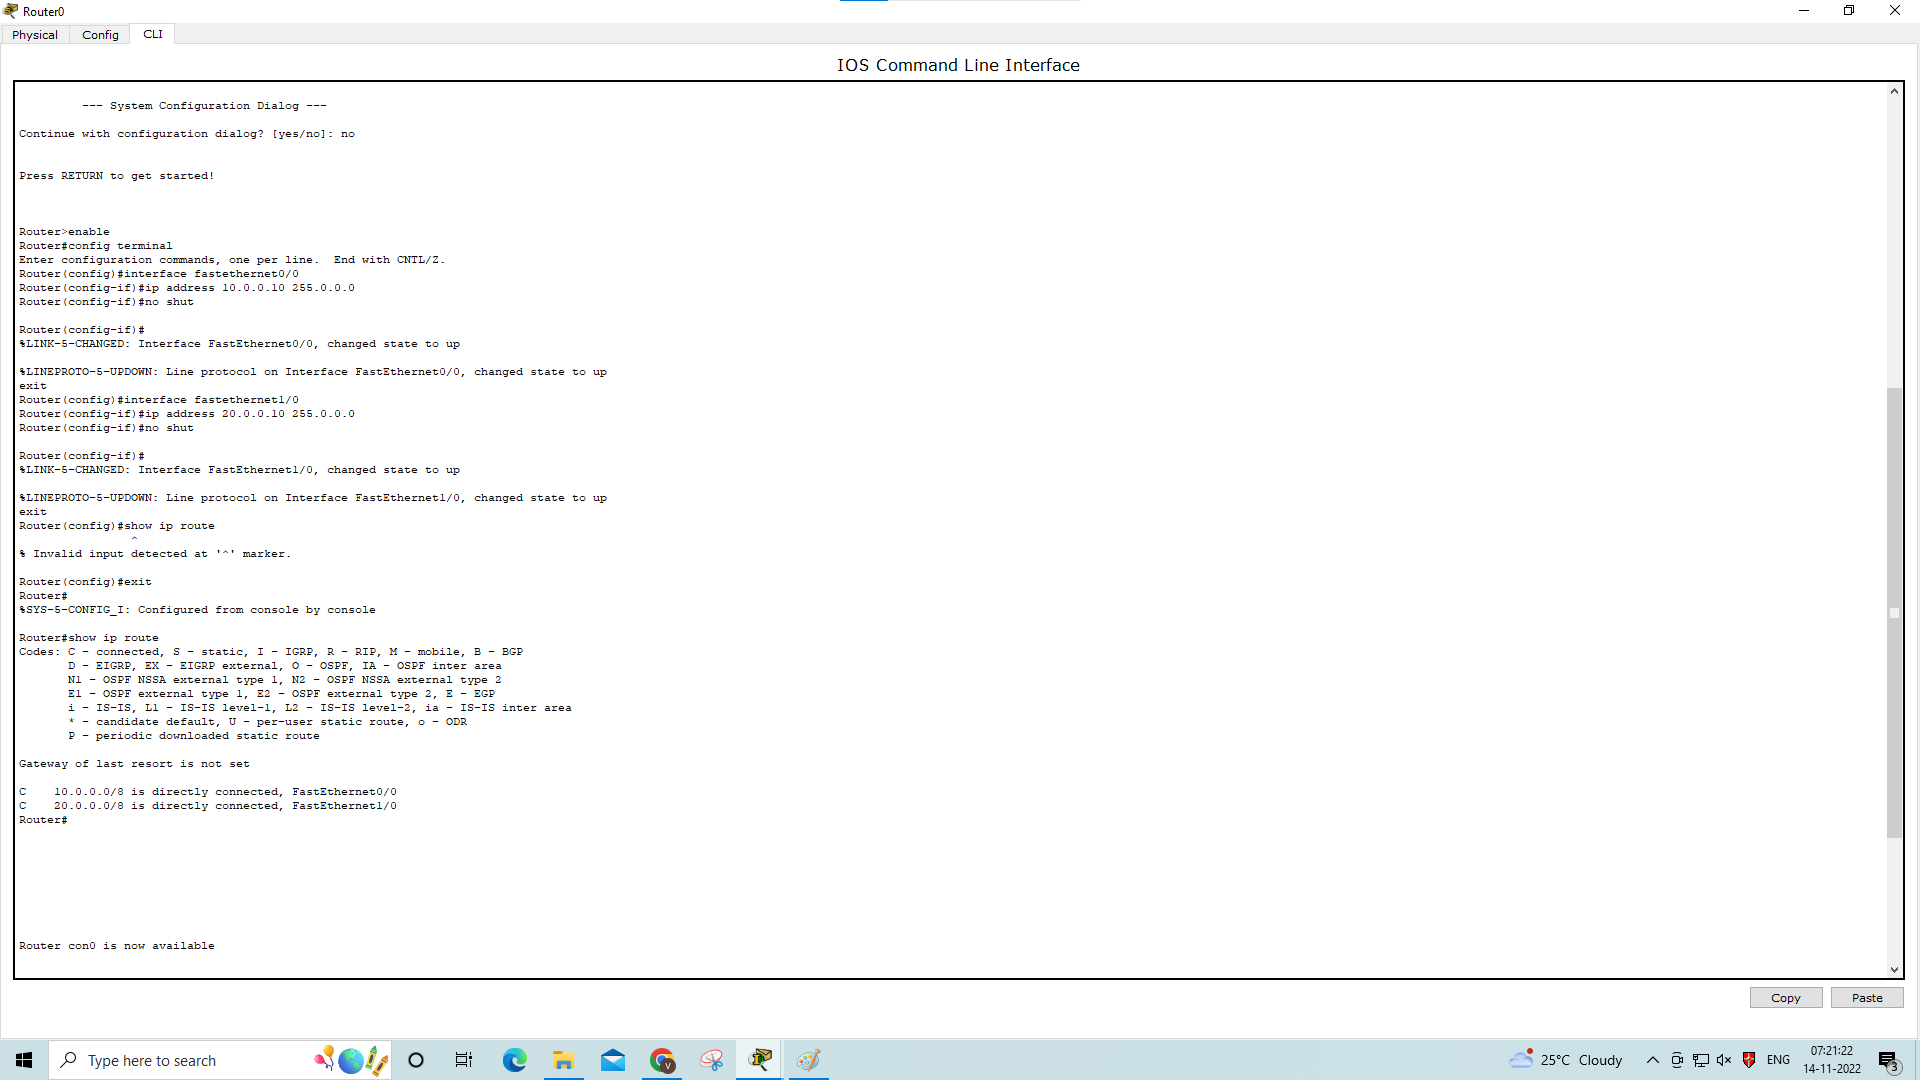 Router0
Physical Config CLI
IOS Command Line Interface
--- System Configuration Dialog ---
Continue with configuration dialog? [yes/no]: no
Press RETURN to get started!
Router>enable
Router#config terminal
Enter configuration commands, one per line.  End with CNTL/Z.
Router(config)#interface fastethernet0/0
Router(config-if)#ip address 10.0.0.10 255.0.0.0
Router(config-if)#no shut
Router(config-if)#
%LINK-5-CHANGED: Interface FastEthernet0/0, changed state to up
%LINEPROTO-5-UPDOWN: Line protocol on Interface FastEthernet0/0, changed state to up
exit
Router(config)#interface fastethernet1/0
Router(config-if)#ip address 20.0.0.10 255.0.0.0
Router(config-if)#no shut
Router(config-if)#
%LINK-5-CHANGED: Interface FastEthernet1/0, changed state to up
%LINEPROTO-5-UPDOWN: Line protocol on Interface FastEthernet1/0, changed state to up
exit
Router(config)#show ip route
^
% Invalid input detected at '^' marker.
Router(config)#exit
Router#
%SYS-5-CONFIG_I: Configured from console by console
Router#show ip route
Codes: C - connected, S - static, I - IGRP, R - RIP, M - mobile, B - BGP
D - EIGRP, EX - EIGRP external, O - OSPF, IA - OSPF inter area
N1 - OSPF NSSA external type 1, N2 - OSPF NSSA external type 2
E1 - OSPF external type 1, E2 - OSPF external type 2, E - EGP
i - IS-IS, L1 - IS-IS level-1, L2 - IS-IS level-2, ia - IS-IS inter area
* - candidate default, U - per-user static route, o - ODR
P - periodic downloaded static route
Gateway of last resort is not set
C    10.0.0.0/8 is directly connected, FastEthernet0/0
C    20.0.0.0/8 is directly connected, FastEthernet1/0
Router#
Router con0 is now available
Copy Paste
Type here to search
V
25°C Cloudy
ENG
07:21:22
14-11-2022
3